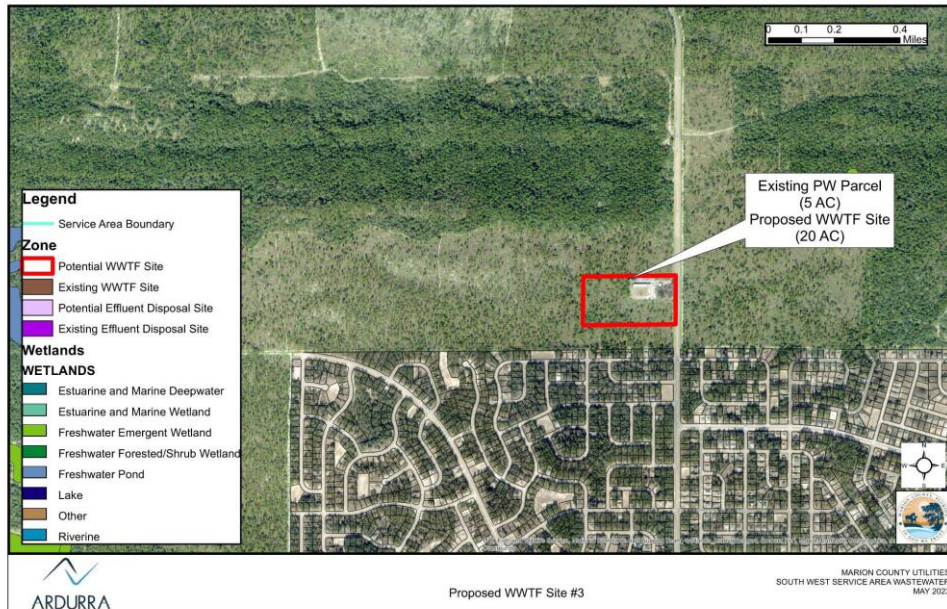 0 0.1 0.2 0.4
Miles
Existing PW Parcel
(5 AC)
Proposed WWTF Site
(20 AC)
Legend
Service Area Boundary
Zone
Potential WWTF Site
Existing WWTF Site
Potential Effluent Disposal Site
Existing Effluent Disposal Site
Wetlands
WETLANDS
Estuarine and Marine Deepwater
Estuarine and Marine Wetland
Freshwater Emergent Wetland
Freshwater Forested/Shrub Wetland
Freshwater Pond
Lake
Other
Riverine
N
W E
S
ARDURRA
Proposed WWTF Site #3
MARION COUNTY UTILITIES
SOUTH WEST SERVICE AREA WASTEWATER
MAY